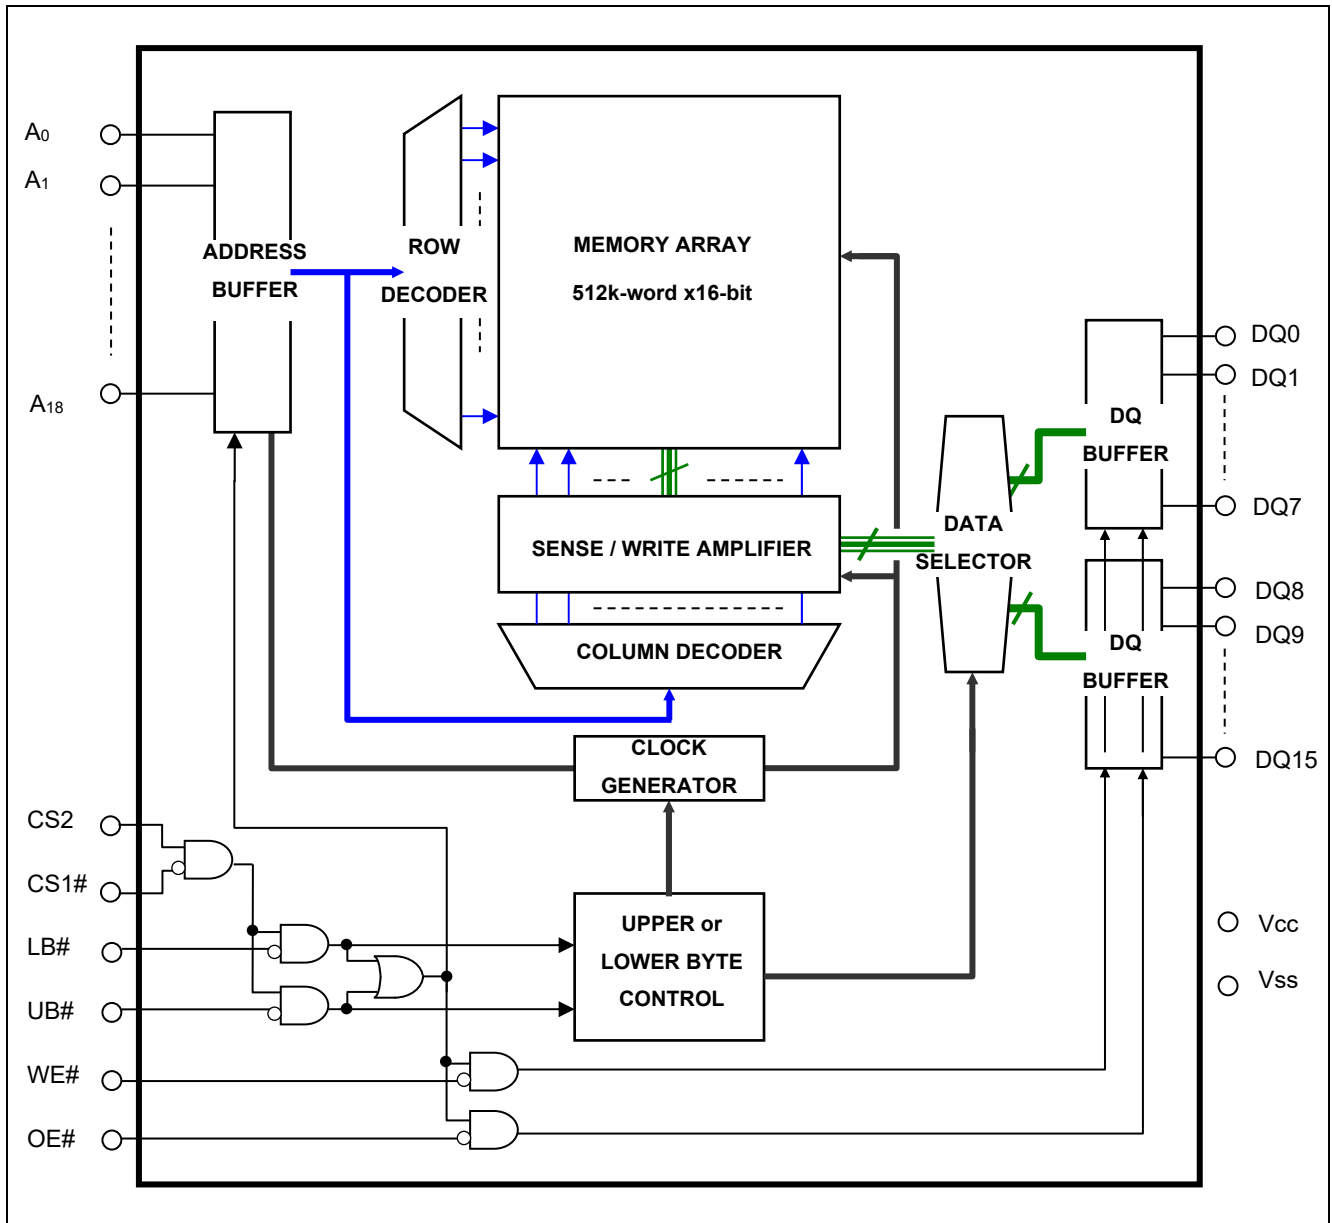 A0
A1
A18
ADDRESS
BUFFER
ROW
DECODER
MEMORY ARRAY
512k-word x16-bit
SENSE / WRITE AMPLIFIER
COLUMN DECODER
CLOCK
GENERATOR
DATA
SELECTOR
DQ
BUFFER
DQ
BUFFER
DQ0
DQ1
DQ7
DQ8
DQ9
DQ15
CS2
CS1#
LB#
UB#
WE#
OE#
UPPER or
LOWER BYTE
CONTROL
Vcc
Vss